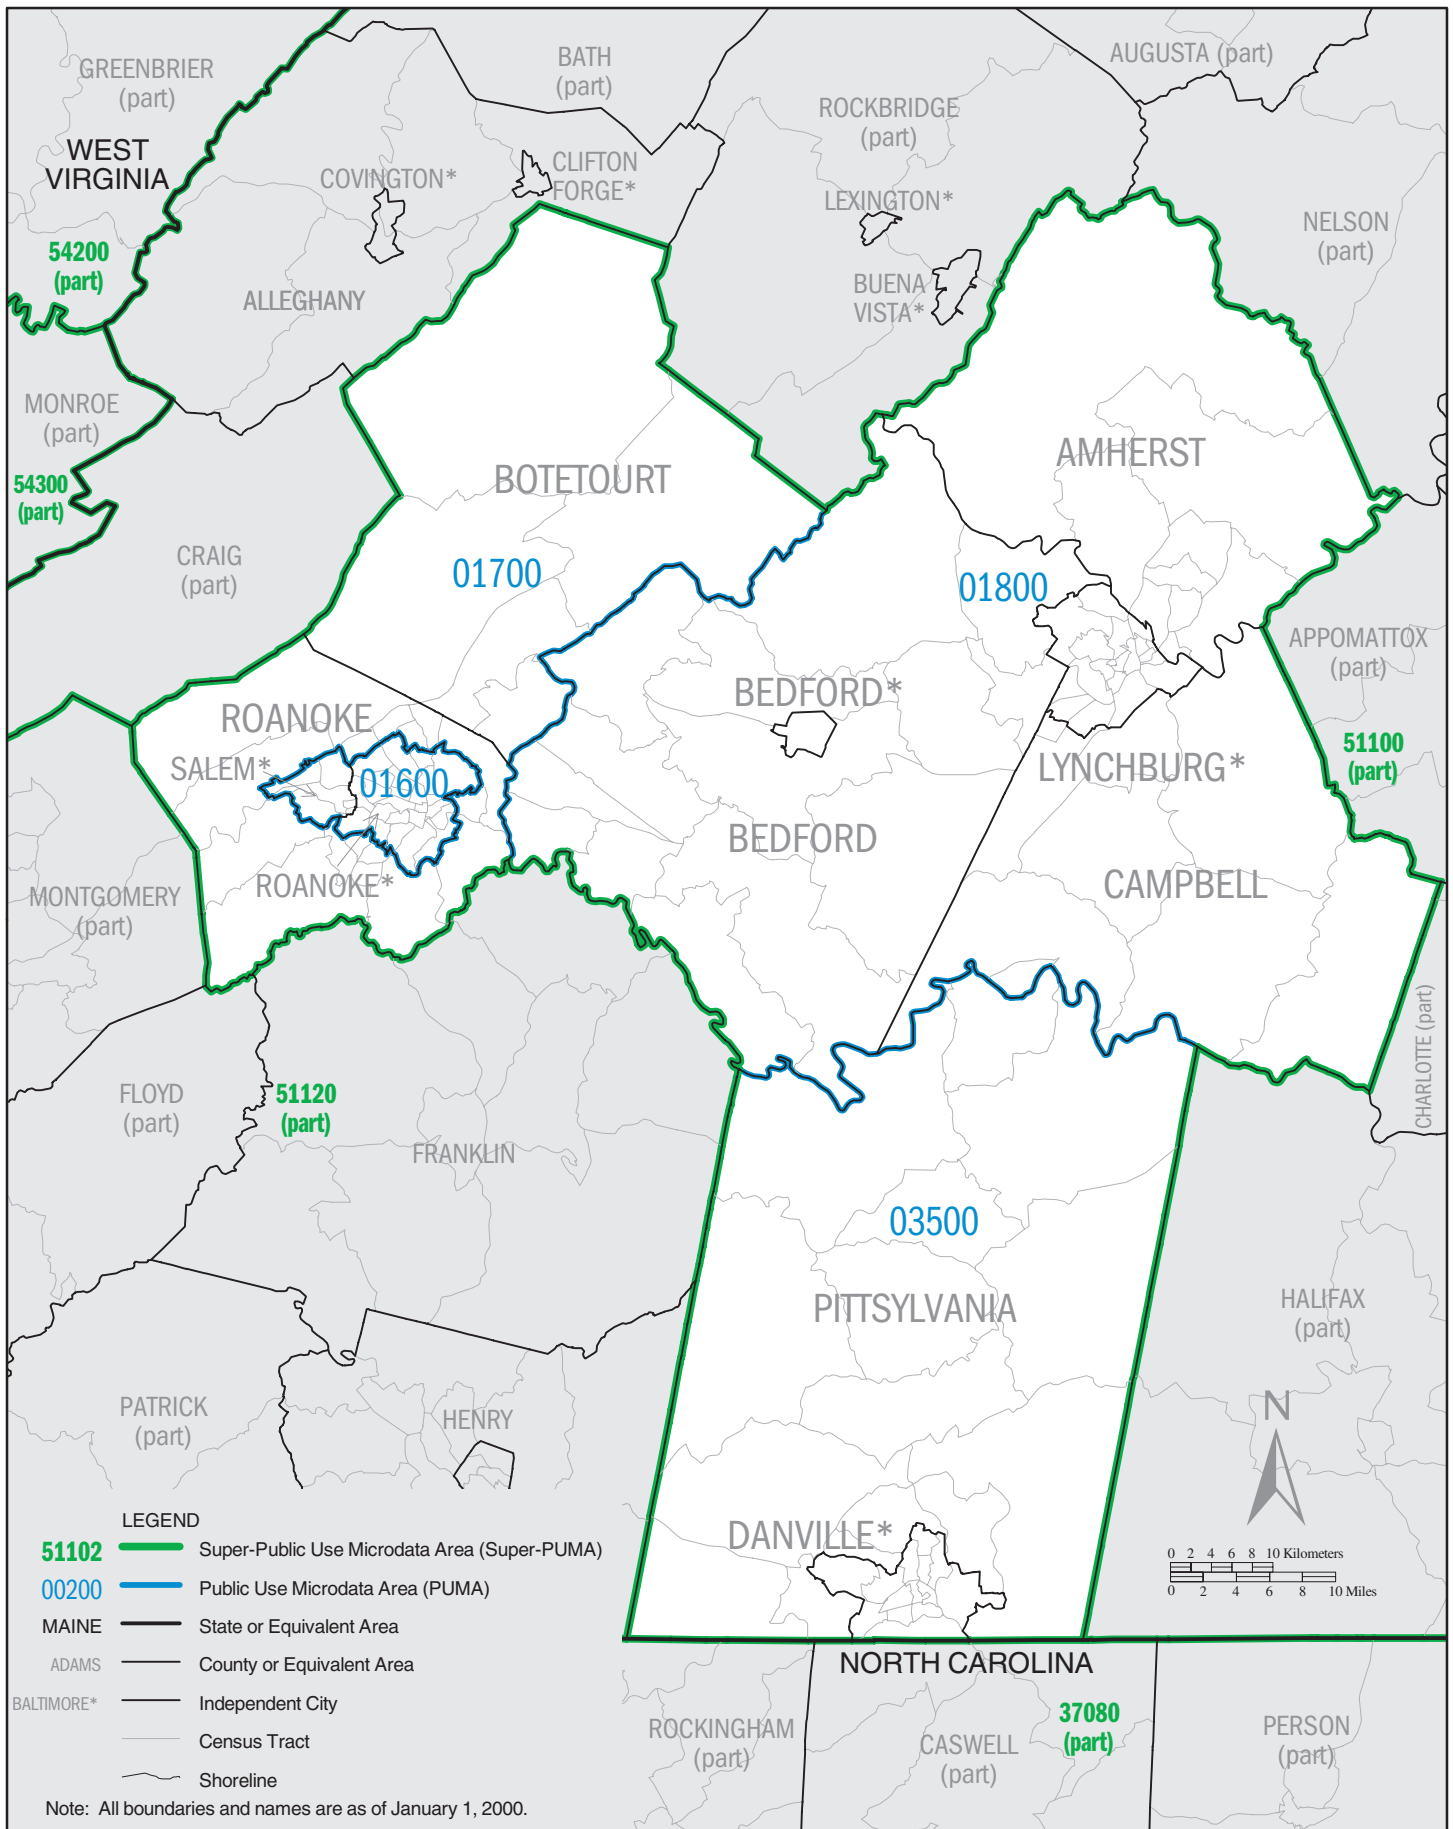 GREENBRIER
(part)
BATH
(part)
AUGUSTA (part)
ROCKBRIDGE
(part)
WEST
VIRGINIA
COVINGTON*
CLIFTON
FORGE*
LEXINGTON*
NELSON
(part)
54200
(part)
ALLEGHANY
BUENA
VISTA*
MONROE
(part)
AMHERST
BOTETOURT
54300
(part)
CRAIG
(part)
01700
01800
APPOMATTOX
(part)
BEDFORD*
ROANOKE
SALEM*
01600
LYNCHBURG*
51100
(part)
BEDFORD
ROANOKE*
CAMPBELL
MONTGOMERY
(part)
CHARLOTTE (part)
FLOYD
(part)
51120
(part)
FRANKLIN
03500
PITTSYLVANIA
HALIFAX
(part)
PATRICK
(part)
HENRY
N
DANVILLE*
LEGEND
51102 Super-Public Use Microdata Area (Super-PUMA)
00200 Public Use Microdata Area (PUMA)
MAINE State or Equivalent Area
ADAMS County or Equivalent Area
BALTIMORE* Independent City
Census Tract
Shoreline
Note: All boundaries and names are as of January 1, 2000.
0 2 4 6 8 10 Kilometers
0 2 4 6 8 10 Miles
NORTH CAROLINA
ROCKINGHAM
(part)
CASWELL
(part)
37080
(part)
PERSON
(part)